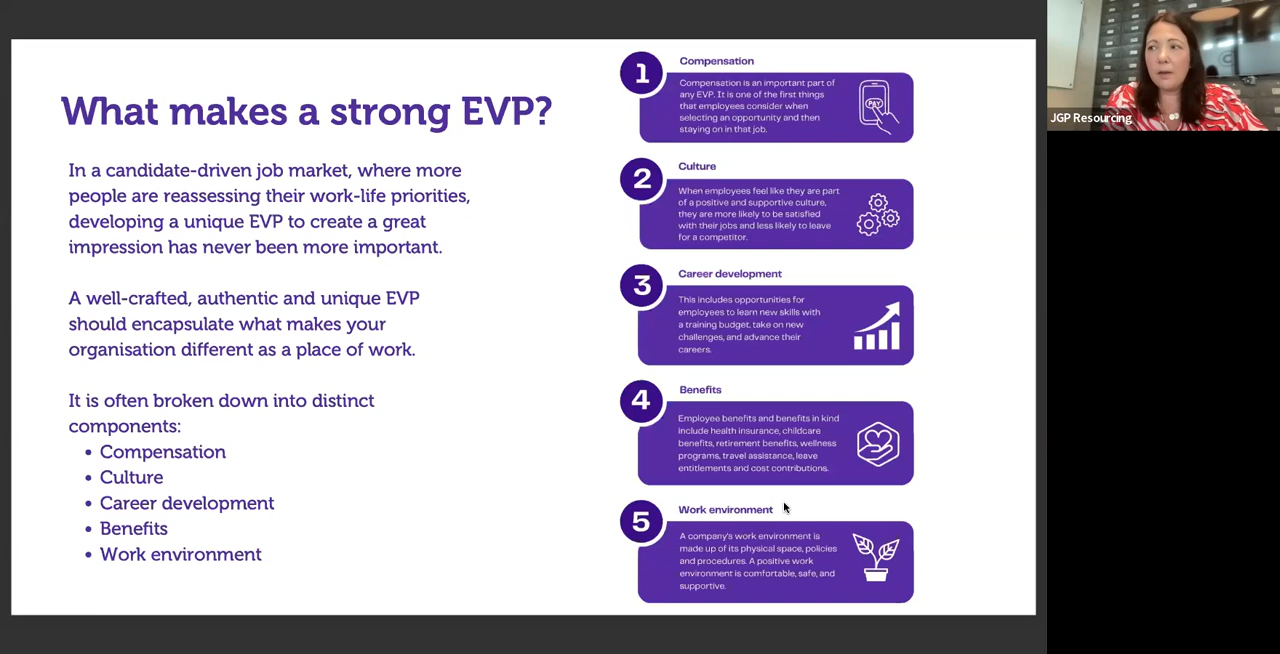 What makes a strong EVP?
In a candidate-driven job market, where more
people are reassessing their work-life priorities,
developing a unique EVP to create a great
impression has never been more important.
A well-crafted, authentic and unique EVP
should encapsulate what makes your
organisation different as a place of work.
It is often broken down into distinct
components:
• Compensation
• Culture
• Career development
• Benefits
• Work environment
1
Compensation
Compensation is an important part of
any EVP. It is one of the first things
that employees consider when
selecting an opportunity and then
staying on in that job.
PAY
2
Culture
When employees feel like they are part
of a positive and supportive culture,
they are more likely to be satisfied
with their jobs and less likely to leave
for a competitor.
3
Career development
This includes opportunities for
employees to learn new skills with
a training budget, take on new
challenges, and advance their
careers.
4
Benefits
Employee benefits and benefits in kind
include health insurance, childcare
benefits, retirement benefits, wellness
programs, travel assistance, leave
entitlements and cost contributions.
5
Work environment
A company's work environment is
made up of its physical space, policies
and procedures. A positive work
environment is comfortable, safe, and
supportive.
JGP Resourcing